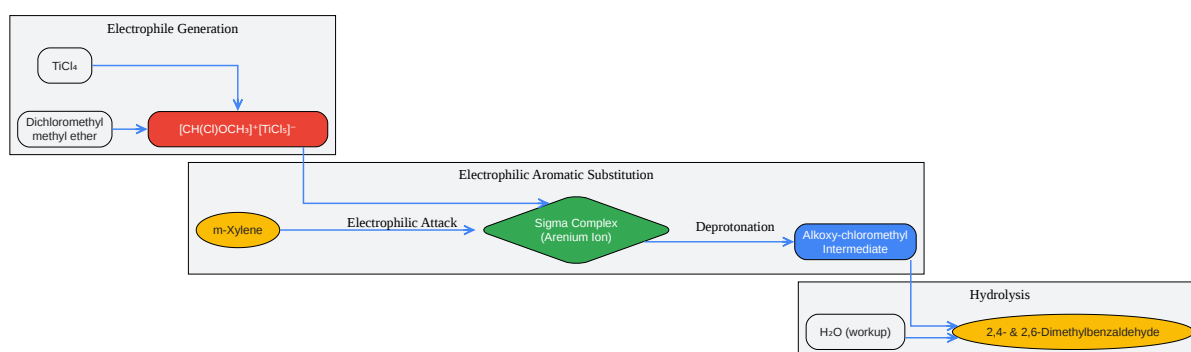 Electrophile Generation
TiCl₄
Dichloromethyl
methyl ether
[CH(Cl)OCH₃]⁺[TiCl₅]⁻
Electrophilic Aromatic Substitution
m-Xylene
Electrophilic Attack
Sigma Complex
(Arenium Ion)
Deprotonation
Alkoxy-chloromethyl
Intermediate
Hydrolysis
H₂O (workup)
2,4- & 2,6-Dimethylbenzaldehyde